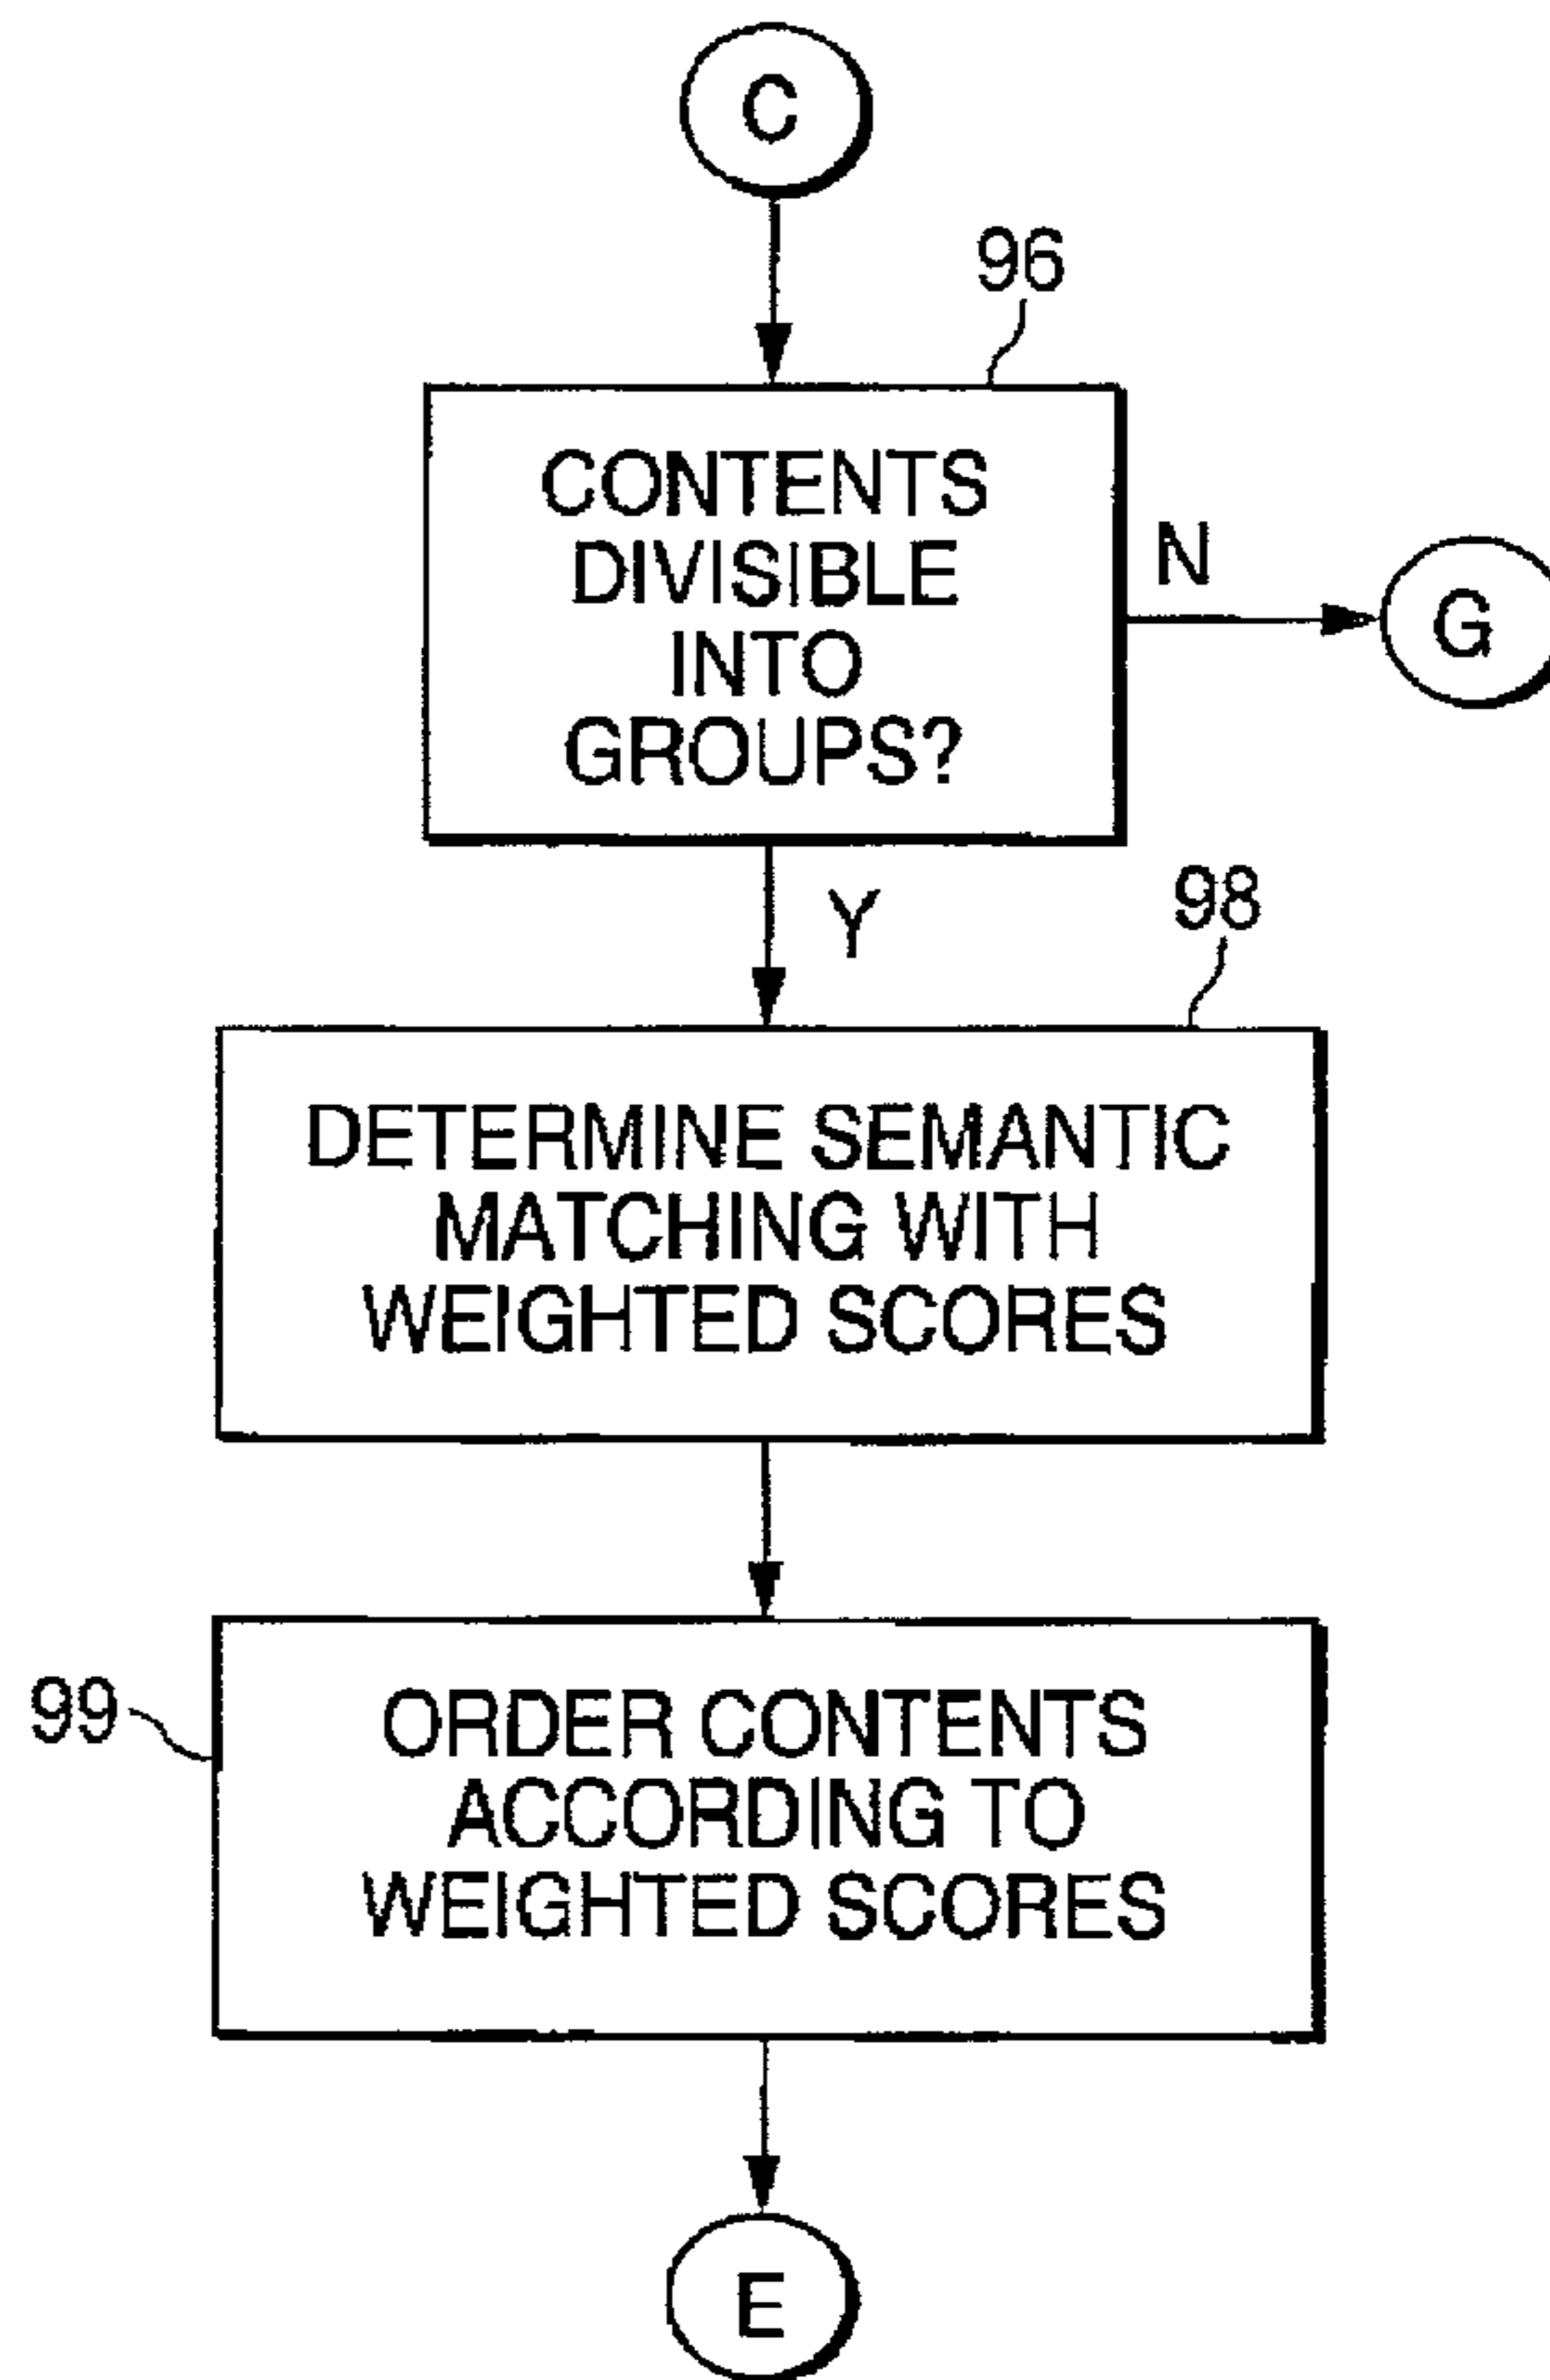 C
96
CONTENTS
DIVISIBLE
INTO
GROUPS?
N
G
Y
98
DETERMINE SEMANTIC
MATCHING WITH
WEIGHTED SCORES
99
ORDER CONTENTS
ACCORDING TO
WEIGHTED SCORES
E